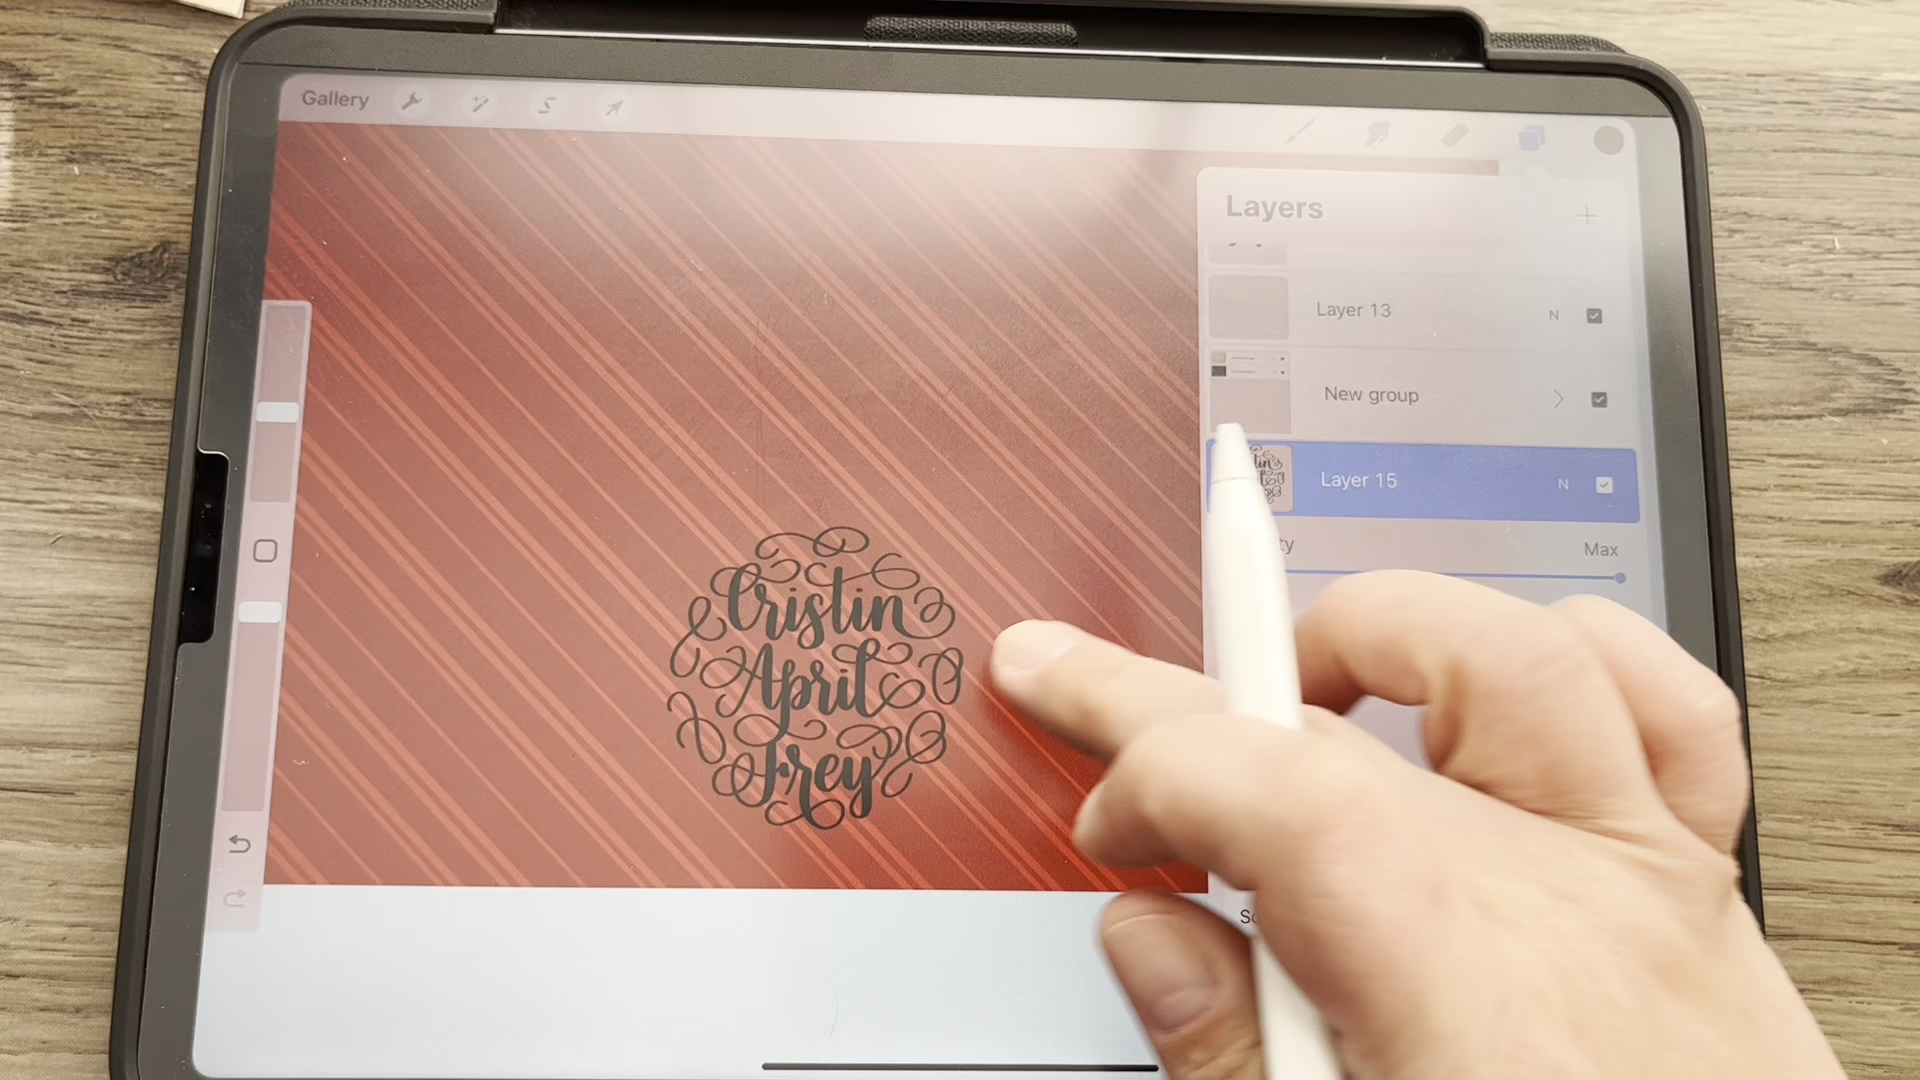 Gallery
Layers
Layer 13 N
New group
Layer 15 N
Max
Cristin
April
Frey